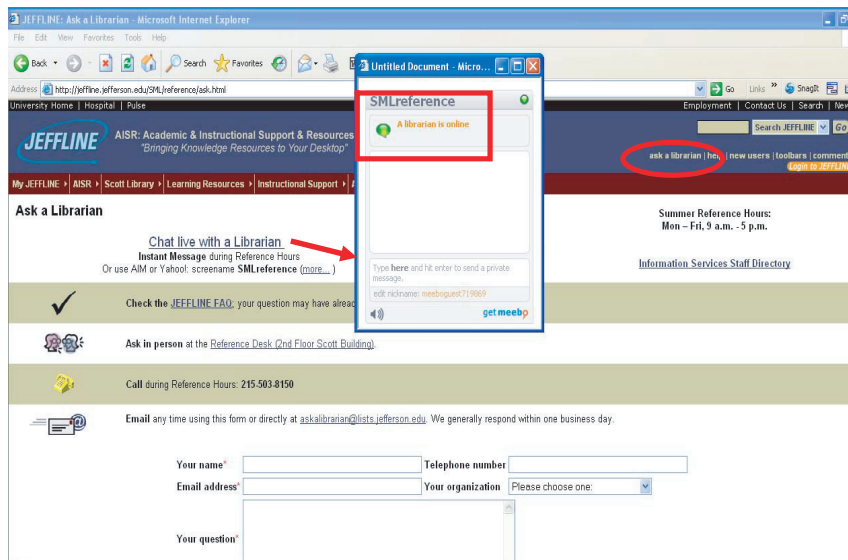 JEFFLINE: Ask a Librarian - Microsoft Internet Explorer
File Edit View Favorites Tools Help
Back Search Favorites
Address http://jeffline.jefferson.edu/SML/reference/ask.html Go Links » SnagIt
University Home | Hospital | Pulse Employment | Contact Us | Search | New
JEFFLINE
AISR: Academic & Instructional Support & Resources
"Bringing Knowledge Resources to Your Desktop"
Search JEFFLINE Go
ask a librarian | help | new users | toolbars | comment
Login to JEFFLINE
My JEFFLINE AISR Scott Library Learning Resources Instructional Support
Ask a Librarian
Chat live with a Librarian
Instant Message during Reference Hours
Or use AIM or Yahoo!: screename SMLreference (more... )
Summer Reference Hours:
Mon – Fri, 9 a.m. - 5 p.m.
Information Services Staff Directory
Untitled Document - Micro...
SMLreference
A librarian is online
Type here and hit enter to send a private
message.
edit nickname: meeboguest719869
get meebo
Check the JEFFLINE FAQ; your question may have alread
Ask in person at the Reference Desk (2nd Floor Scott Building).
Call during Reference Hours: 215-503-8150
Email any time using this form or directly at askalibrarian@lists.jefferson.edu. We generally respond within one business day.
Your name* Telephone number
Email address* Your organization Please choose one:
Your question*